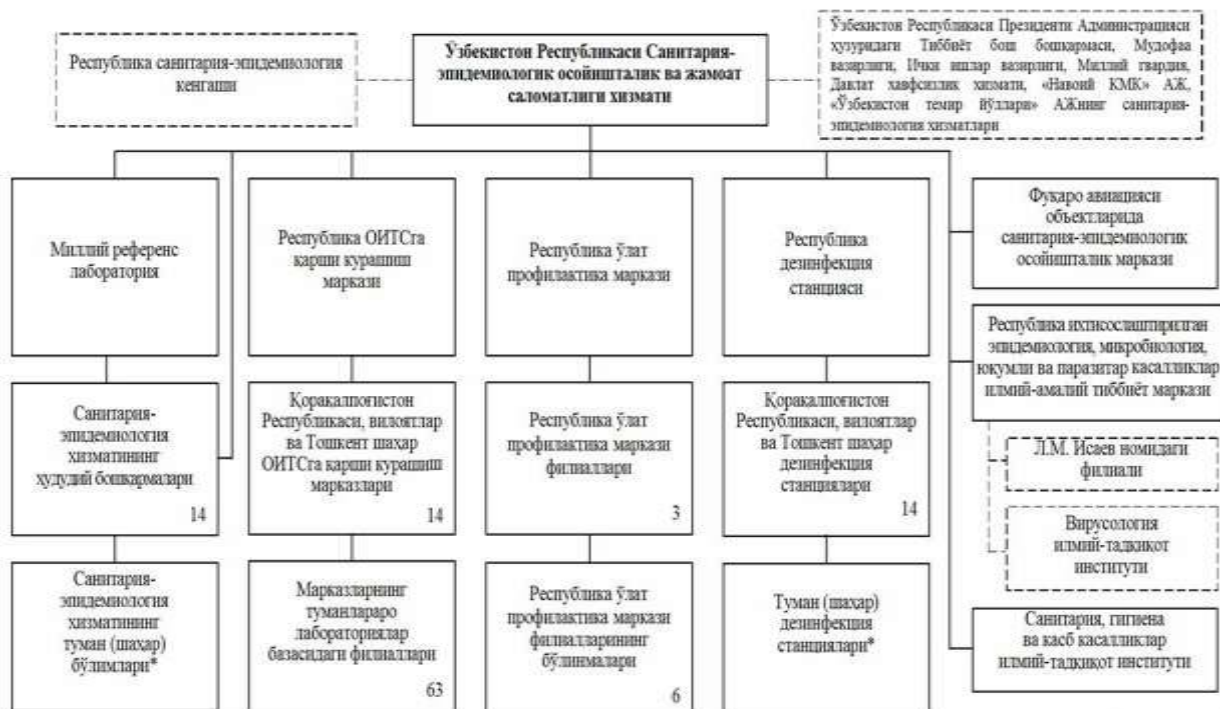 Республика санитария-эпидемиология
кенгаши
Ўзбекистон Республикаси Санитария-
эпидемиологик осойишталик ва жамоат
саломатлиги хизмати
Ўзбекистон Республикаси Президенти Администрацияси
ҳузуридаги Тиббиёт бош бошқармаси, Мудофаа
вазирлиги, Ички ишлар вазирлиги, Миллий гвардия,
Давлат хавфсизлик хизмати, «Навоий КМК» АЖ,
«Ўзбекистон темир йўллари» АЖнинг санитария-
эпидемиология хизматлари
Миллий референс
лаборатория
Республика ОИТСга
қарши курашиш
маркази
Республика ўлат
профилактика маркази
Республика
дезинфекция
станцияси
Фуқаро авиацияси
объектларида
санитария-эпидемиологик
осойишталик маркази
Республика ихтисослаштирилган
эпидемиология, микробиология,
юқумли ва паразитар касалликлар
илмий-амалий тиббиёт маркази
Санитария-
эпидемиология
хизматининг
ҳудудий бошқармалари
14
Қорақалпоғистон
Республикаси, вилоятлар
ва Тошкент шаҳар
ОИТСга қарши курашиш
марказлари
14
Республика ўлат
профилактика маркази
филиаллари
3
Қорақалпоғистон
Республикаси, вилоятлар
ва Тошкент шаҳар
дезинфекция
станциялари
14
Л.М. Исаев номидаги
филиали
Вирусология
илмий-тадқиқот
институти
Санитария-
эпидемиология
хизматининг
туман (шаҳар)
бўлимлари*
Марказларнинг
туманлараро
лабораториялар
базасидаги филиаллари
63
Республика ўлат
профилактика маркази
филиалларининг
бўлинмалари
6
Туман (шаҳар)
дезинфекция
станциялари*
Санитария, гигиена
ва касб касалликлар
илмий-тадқиқот институти